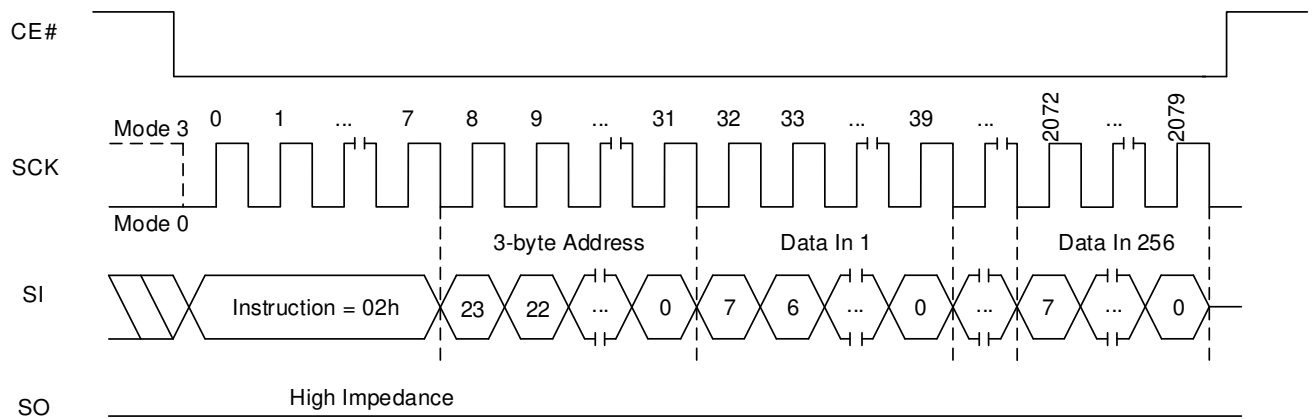 CE#
0 1 ... 7 8 9 ... 31 32 33 ... 39 ... 2072 ... 2079
Mode 3
SCK
Mode 0
3-byte Address Data In 1 Data In 256
SI
Instruction = 02h 23 22 ... 0 7 6 ... 0 ... 7 ... 0
High Impedance
SO